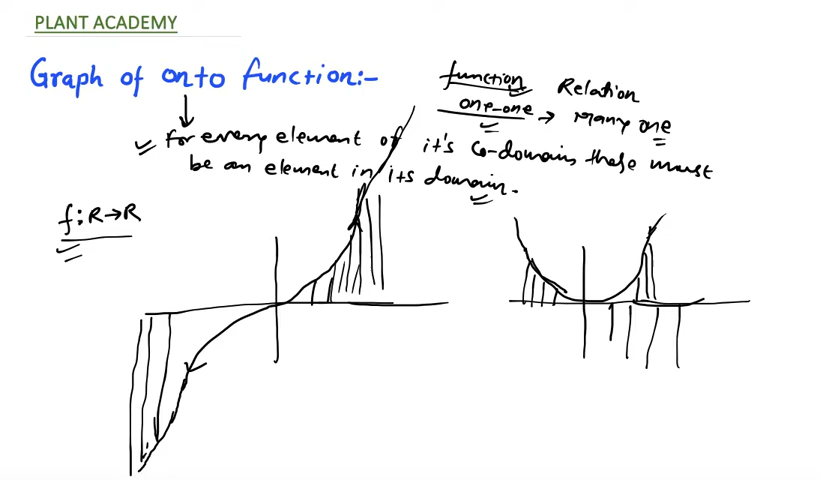 PLANT ACADEMY
Graph of onto function:-
function Relation
one-one → many one
for every element of it's Co-domain these must
be an element in its domain.
f:R→R